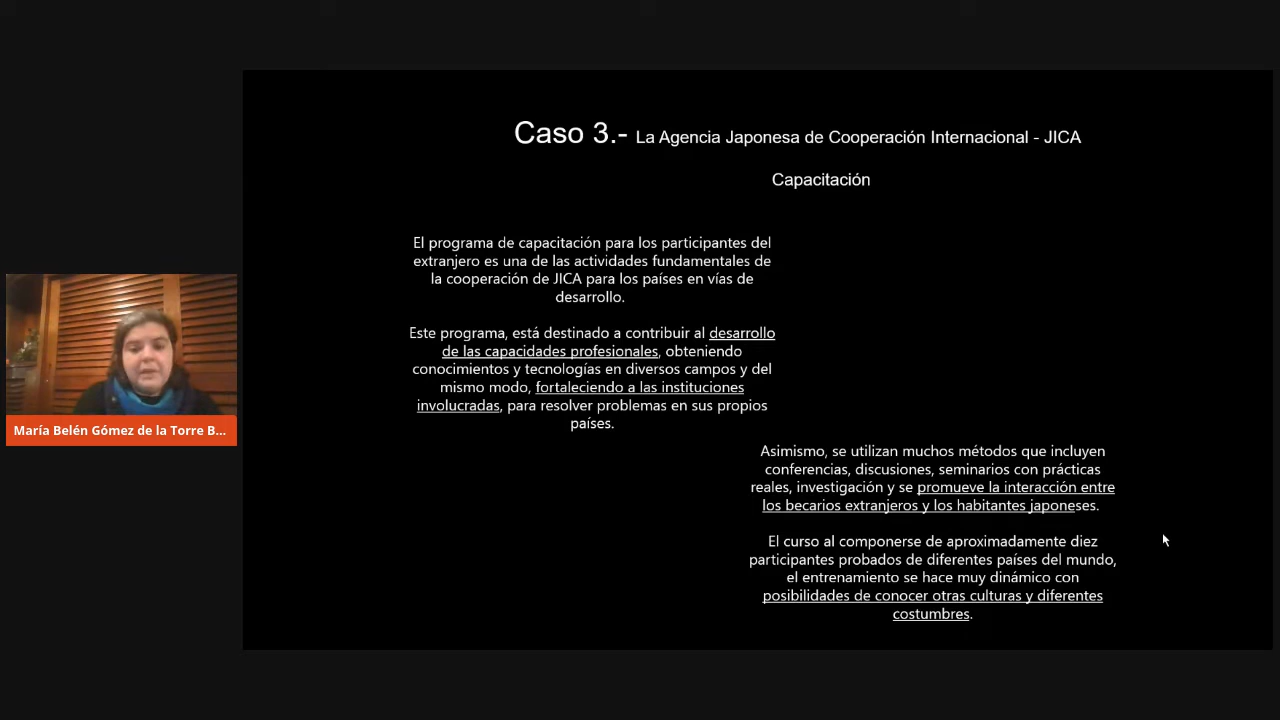 Caso 3.- La Agencia Japonesa de Cooperación Internacional - JICA
Capacitación
El programa de capacitación para los participantes del
extranjero es una de las actividades fundamentales de
la cooperación de JICA para los países en vías de
desarrollo.
Este programa, está destinado a contribuir al desarrollo
de las capacidades profesionales, obteniendo
conocimientos y tecnologías en diversos campos y del
mismo modo, fortaleciendo a las instituciones
involucradas, para resolver problemas en sus propios
países.
Asimismo, se utilizan muchos métodos que incluyen
conferencias, discusiones, seminarios con prácticas
reales, investigación y se promueve la interacción entre
los becarios extranjeros y los habitantes japoneses.
El curso al componerse de aproximadamente diez
participantes probados de diferentes países del mundo,
el entrenamiento se hace muy dinámico con
posibilidades de conocer otras culturas y diferentes
costumbres.
María Belén Gómez de la Torre B...